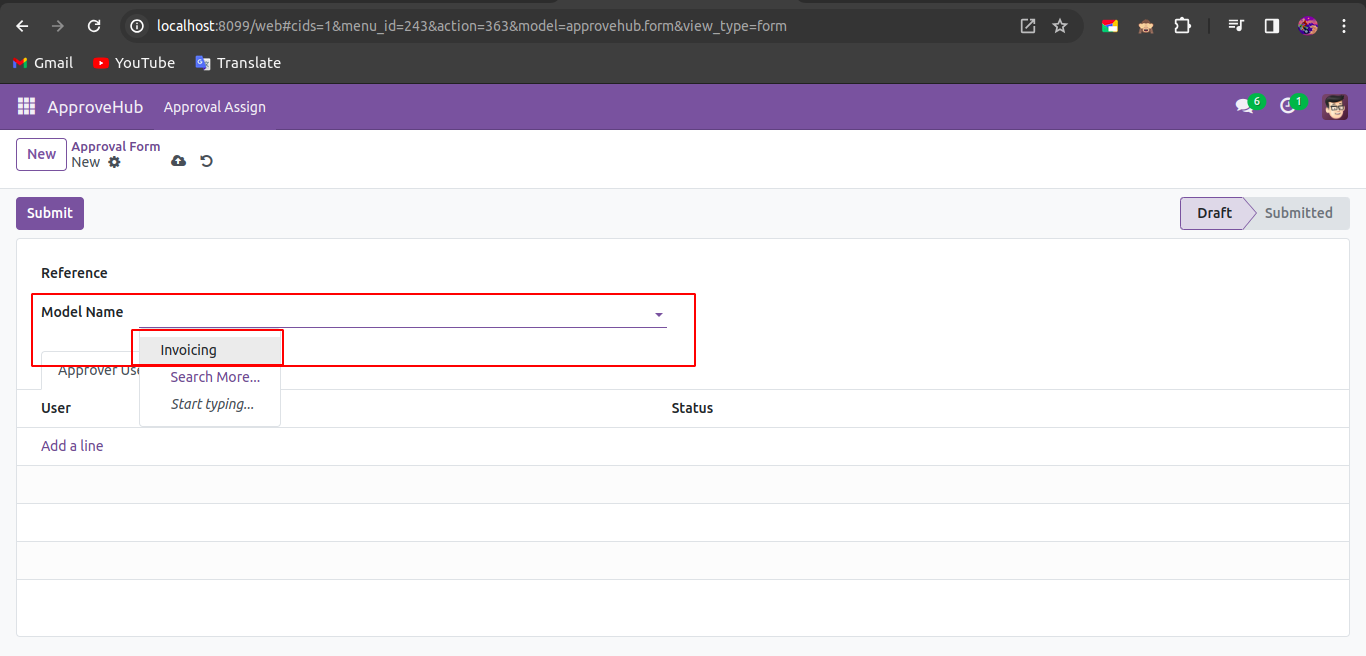 localhost:8099/web#cids=1&menu_id=243&action=363&model=approvehub.form&view_type=form
Gmail YouTube Translate
ApproveHub Approval Assign 6 1
New Approval Form
New
Submit Draft Submitted
Reference
Model Name
Invoicing
Approver Use
Search More...
Start typing...
User Status
Add a line